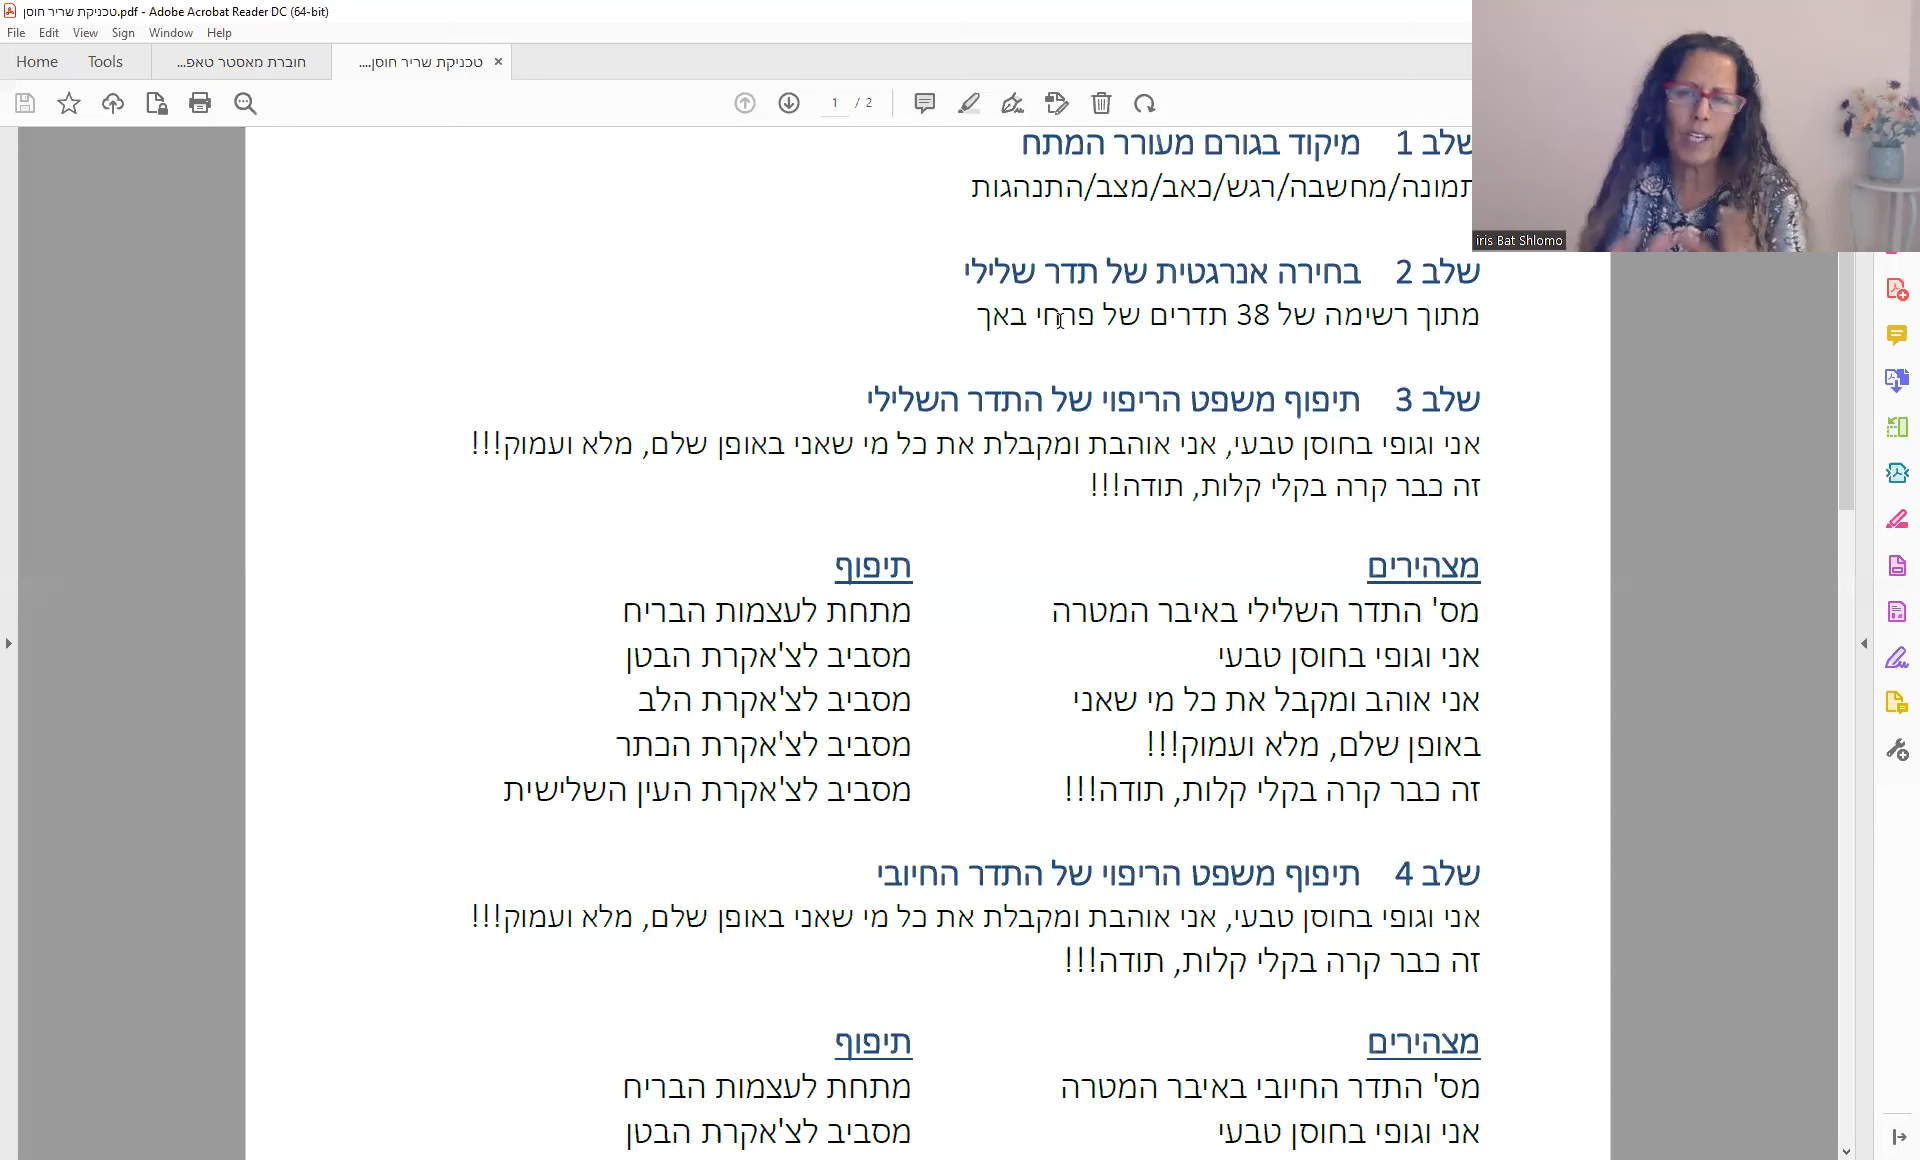 טכניקת שריר חוסן.pdf - Adobe Acrobat Reader DC (64-bit)
File Edit View Sign Window Help
Home Tools חוברת מאסטר טאפ... טכניקת שריר חוסן....
1 / 2
iris Bat Shlomo
שלב 1 מיקוד בגורם מעורר המתח
תמונה/מחשבה/רגש/כאב/מצב/התנהגות
שלב 2 בחירה אנרגטית של תדר שלילי
מתוך רשימה של 38 תדרים של פרחי באך
שלב 3 תיפוף משפט הריפוי של התדר השלילי
אני וגופי בחוסן טבעי, אני אוהבת ומקבלת את כל מי שאני באופן שלם, מלא ועמוק!!!
זה כבר קרה בקלי קלות, תודה!!!
מצהירים תיפוף
מס' התדר השלילי באיבר המטרה מתחת לעצמות הבריח
אני וגופי בחוסן טבעי מסביב לצ'אקרת הבטן
אני אוהב ומקבל את כל מי שאני מסביב לצ'אקרת הלב
באופן שלם, מלא ועמוק!!! מסביב לצ'אקרת הכתר
זה כבר קרה בקלי קלות, תודה!!! מסביב לצ'אקרת העין השלישית
שלב 4 תיפוף משפט הריפוי של התדר החיובי
אני וגופי בחוסן טבעי, אני אוהבת ומקבלת את כל מי שאני באופן שלם, מלא ועמוק!!!
זה כבר קרה בקלי קלות, תודה!!!
מצהירים תיפוף
מס' התדר החיובי באיבר המטרה מתחת לעצמות הבריח
אני וגופי בחוסן טבעי מסביב לצ'אקרת הבטן